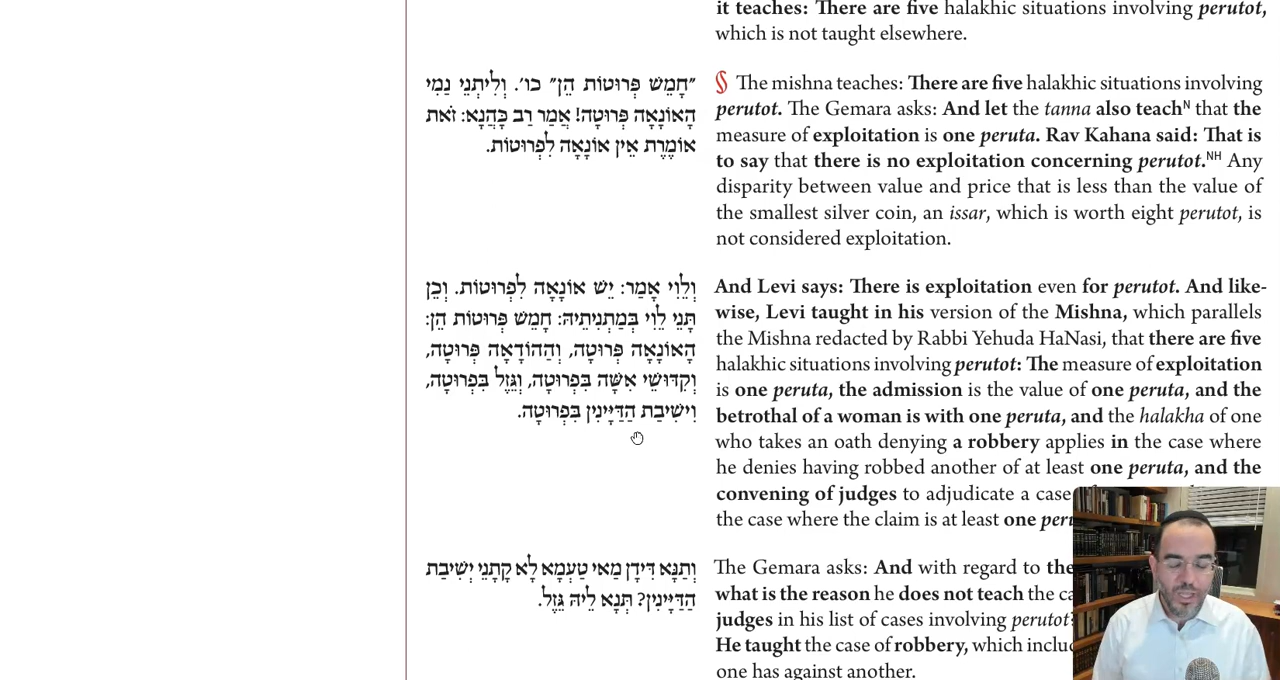 it teaches: There are five halakhic situations involving perutot,
which is not taught elsewhere.
״חָמֵשׁ פְּרוּטוֹת הֵן״ כו׳. וְלִיתְנֵי נַמִי
הָאוֹנָאָה פְּרוּטָה! אֲמַר רַב כָּהֲנָא: זֹאת
אוֹמֶרֶת אֵין אוֹנָאָה לִפְרוּטוֹת.
§ The mishna teaches: There are five halakhic situations involving
perutot. The Gemara asks: And let the tanna also teachᴺ that the
measure of exploitation is one peruta. Rav Kahana said: That is
to say that there is no exploitation concerning perutot.ᴺᴴ Any
disparity between value and price that is less than the value of
the smallest silver coin, an issar, which is worth eight perutot, is
not considered exploitation.
וְלֵוִי אָמַר: יֵשׁ אוֹנָאָה לִפְרוּטוֹת. וְכֵן
תָּנֵי לֵוִי בְּמַתְנִיתֵיהּ: חָמֵשׁ פְּרוּטוֹת הֵן:
הָאוֹנָאָה פְּרוּטָה, וְהַהוֹדָאָה פְּרוּטָה,
וְקִדּוּשֵׁי אִשָּׁה בִּפְרוּטָה, וְגֶזֶל בִּפְרוּטָה,
וִישִׁיבַת הַדַּיָּינִין בִּפְרוּטָה.
And Levi says: There is exploitation even for perutot. And like-
wise, Levi taught in his version of the Mishna, which parallels
the Mishna redacted by Rabbi Yehuda HaNasi, that there are five
halakhic situations involving perutot: The measure of exploitation
is one peruta, the admission is the value of one peruta, and the
betrothal of a woman is with one peruta, and the halakha of one
who takes an oath denying a robbery applies in the case where
he denies having robbed another of at least one peruta, and the
convening of judges to adjudicate a case
the case where the claim is at least one
וְתַנָּא דִּידַן מַאי טַעְמָא לָא קָתָנֵי יְשִׁיבַת
הַדַּיָּינִין? תְּנָא לֵיהּ גֶּזֶל.
The Gemara asks: And with regard to the
what is the reason he does not teach the
judges in his list of cases involving perutot?
He taught the case of robbery, which
one has against another.